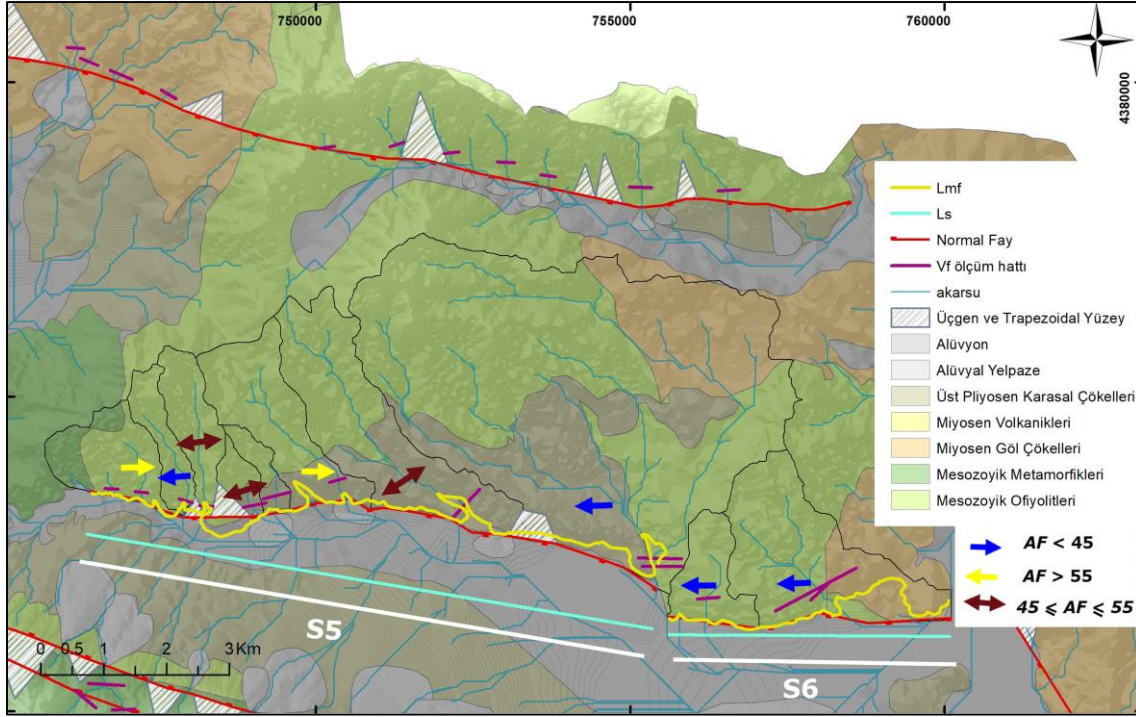 750000
755000
760000
4380000
Lmf
Ls
Normal Fay
Vf ölçüm hattı
akarsu
Üçgen ve Trapezoidal Yüzey
Alüvyon
Alüvyal Yelpaze
Üst Pliyosen Karasal Çökelleri
Miyosen Volkanikleri
Miyosen Göl Çökelleri
Mesozoyik Metamorfikleri
Mesozoyik Ofiyolitleri
AF < 45
AF > 55
45 ⩽ AF ⩽ 55
S5
S6
0 0.5 1 2 3 Km